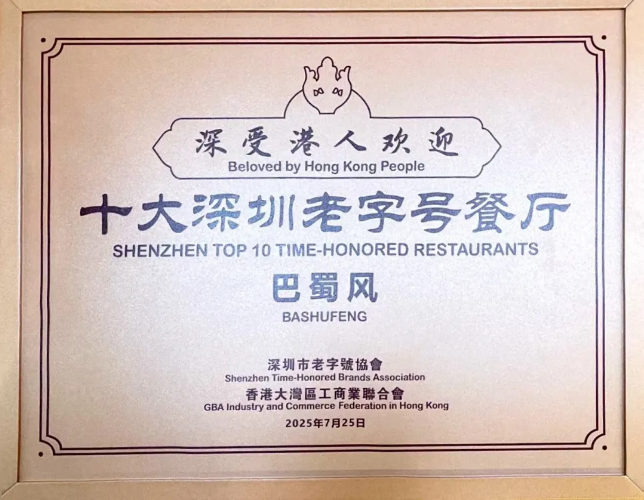 深受港人欢迎
Beloved by Hong Kong People
十大深圳老字号餐厅
SHENZHEN TOP 10 TIME-HONORED RESTAURANTS
巴蜀风
BASHUFENG
深圳市老字號協會
Shenzhen Time-Honored Brands Association
香港大灣區工商業聯合會
GBA Industry and Commerce Federation in Hong Kong
2025年7月25日